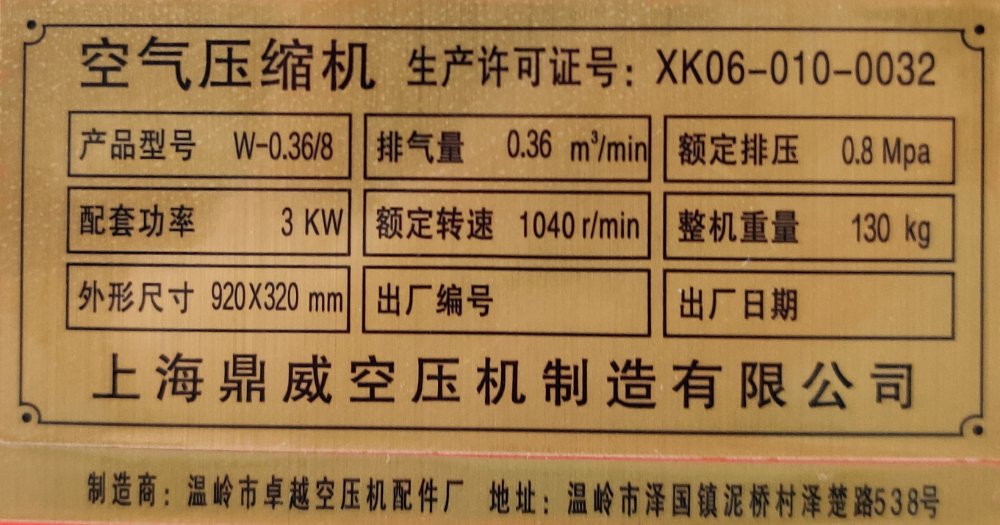 空气压缩机 生产许可证号：XK06-010-0032
产品型号 W-0.36/8 排气量 0.36 m³/min 额定排压 0.8 Mpa
配套功率 3 KW 额定转速 1040 r/min 整机重量 130 kg
外形尺寸 920X320 mm 出厂编号 出厂日期
上海鼎威空压机制造有限公司
制造商：温岭市卓越空压机配件厂 地址：温岭市泽国镇泥桥村泽楚路538号